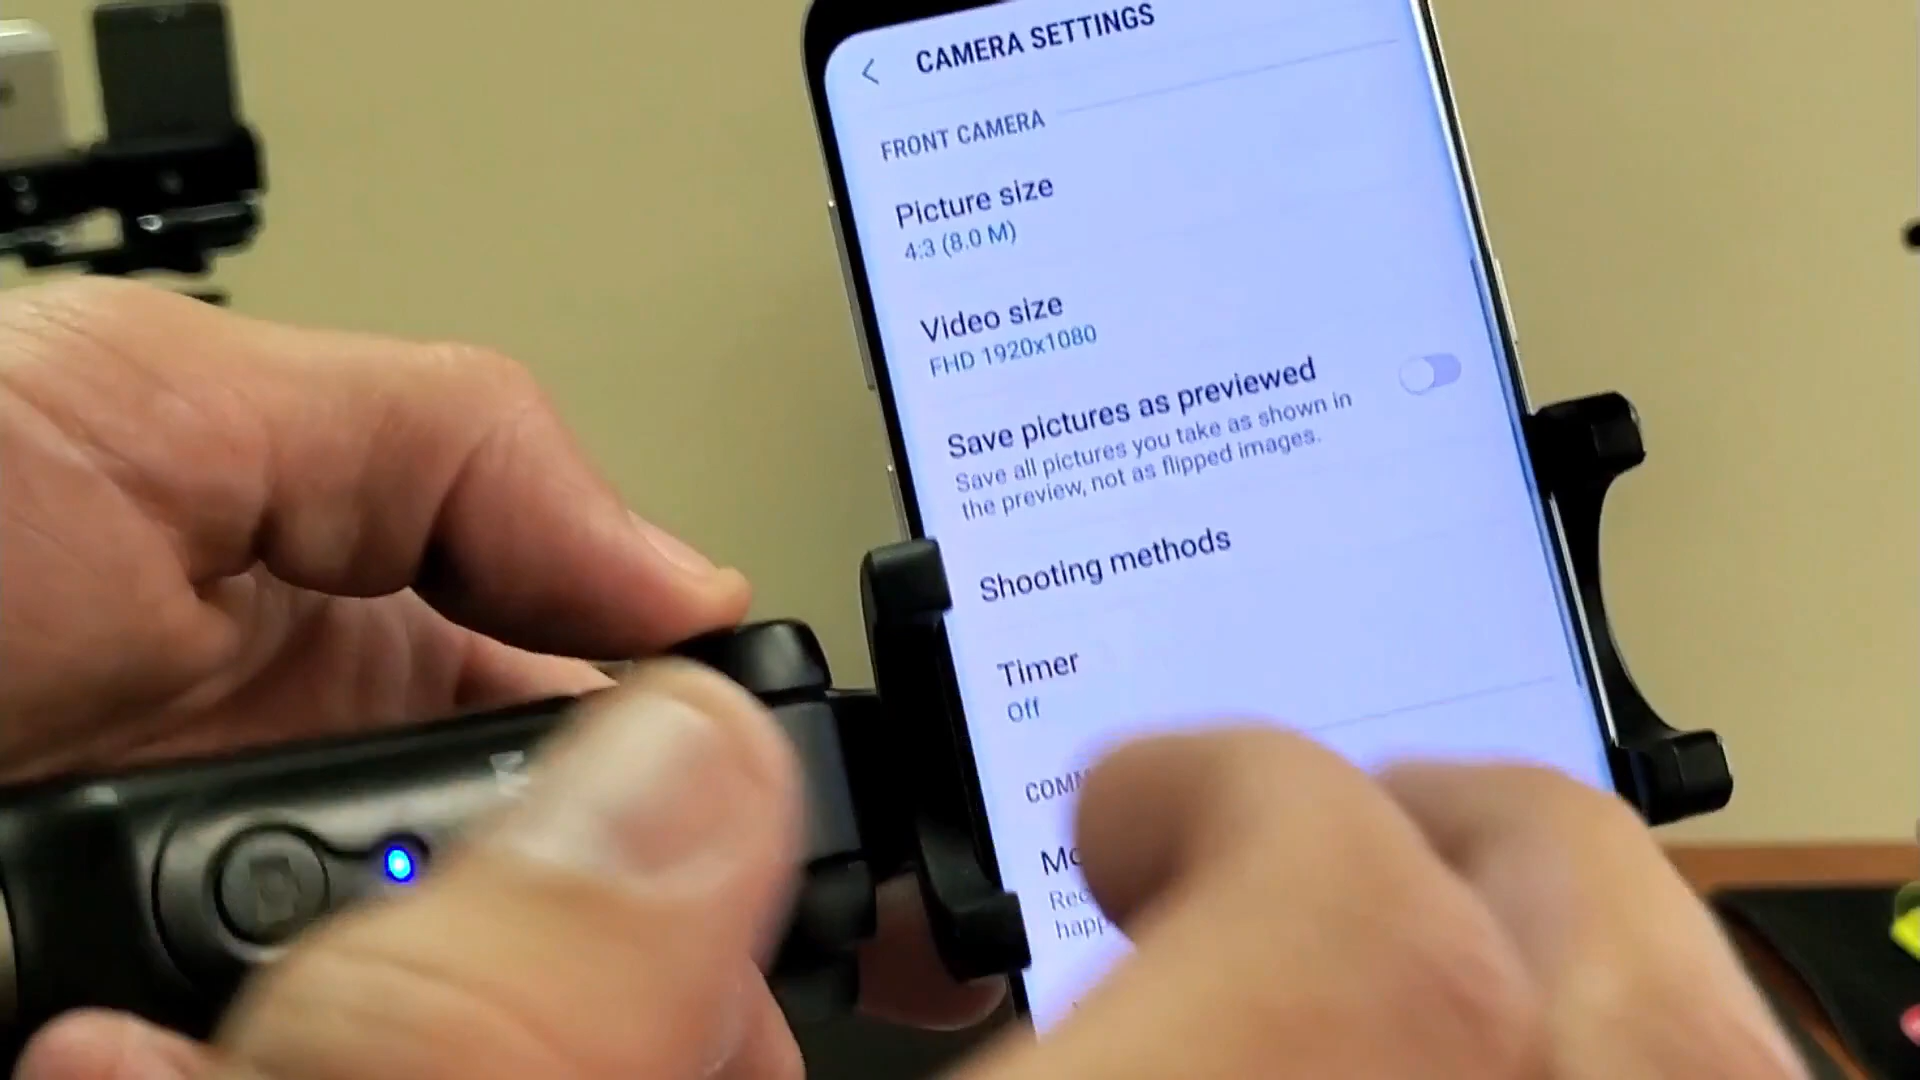 CAMERA SETTINGS
FRONT CAMERA
Picture size
4:3 (8.0 M)
Video size
FHD 1920x1080
Save pictures as previewed
Save all pictures you take as shown in
the preview, not as flipped images.
Shooting methods
Timer
Off